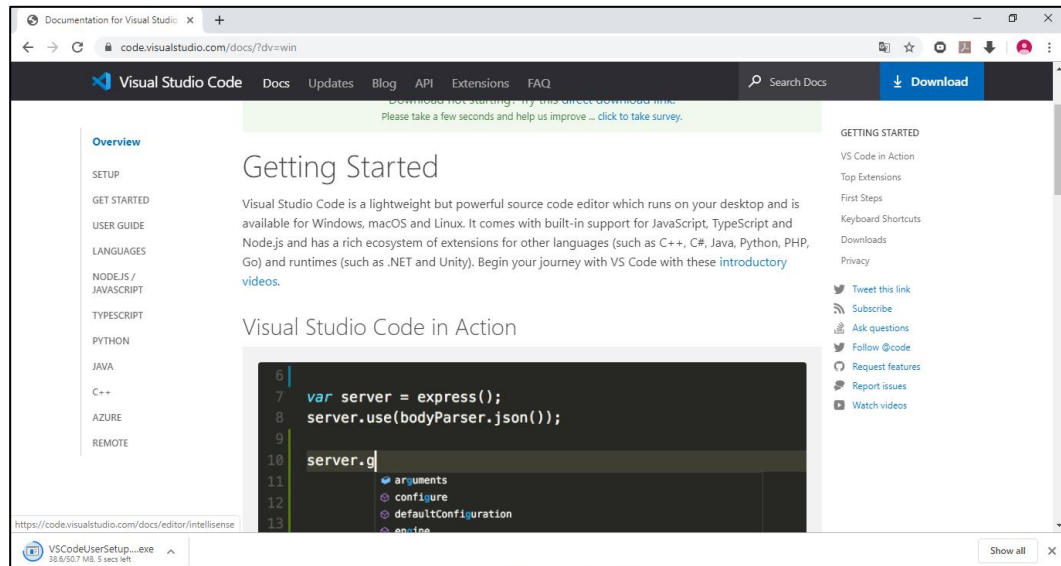 Documentation for Visual Studio
code.visualstudio.com/docs/?dv=win
Visual Studio Code Docs Updates Blog API Extensions FAQ Search Docs Download
Download not starting? Try this direct download link.
Please take a few seconds and help us improve ... click to take survey.
Overview
SETUP
GET STARTED
USER GUIDE
LANGUAGES
NODE.JS /
JAVASCRIPT
TYPESCRIPT
PYTHON
JAVA
C++
AZURE
REMOTE
Getting Started
Visual Studio Code is a lightweight but powerful source code editor which runs on your desktop and is
available for Windows, macOS and Linux. It comes with built-in support for JavaScript, TypeScript and
Node.js and has a rich ecosystem of extensions for other languages (such as C++, C#, Java, Python, PHP,
Go) and runtimes (such as .NET and Unity). Begin your journey with VS Code with these introductory
videos.
Visual Studio Code in Action
6
7 var server = express();
8 server.use(bodyParser.json());
9
10 server.g
11 arguments
12 configure
defaultConfiguration
13 engine
GETTING STARTED
VS Code in Action
Top Extensions
First Steps
Keyboard Shortcuts
Downloads
Privacy
Tweet this link
Subscribe
Ask questions
Follow @code
Request features
Report issues
Watch videos
https://code.visualstudio.com/docs/editor/intellisense
VSCodeUserSetup....exe
38.6/50.7 MB, 5 secs left
Show all